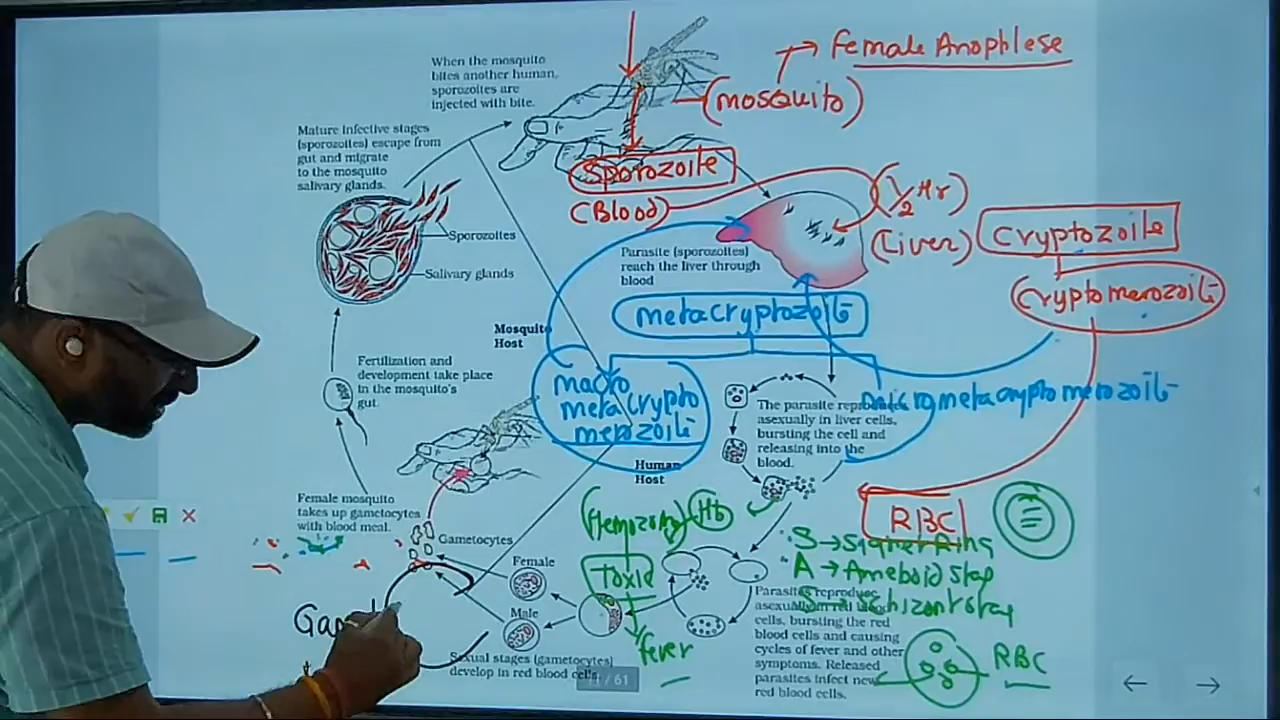 When the mosquito
bites another human,
sporozoites are
injected with bite.
Female Anophlese
(mosquito)
Mature infective stages
(sporozoites) escape from
gut and migrate
to the mosquito
salivary glands.
Sporozoite
(Blood)
(1/2 Hr)
(Liver)
Cryptozoite
Cryptomerozoite
Sporozoites
Salivary glands
Parasite (sporozoites)
reach the liver through
blood
metacryptozoite
Mosquito
Host
Fertilization and
development take place
in the mosquito's
gut.
macro
metacrypto
merozoite
micrometacryptomerozoite
The parasite reproduces
asexually in liver cells,
bursting the cell and
releasing into the
blood.
Human
Host
Female mosquito
takes up gametocytes
with blood meal.
Gametocytes
Female
Male
Sexual stages (gametocytes)
develop in red blood cells.
Hb
Toxic
fever
RBC
S → Signet Ring
A → Ameboid stag
Parasites reproduce
asexually in red blood
cells, bursting the red
blood cells and causing
cycles of fever and other
symptoms. Released
parasites infect new
red blood cells.
RBC
/ 61